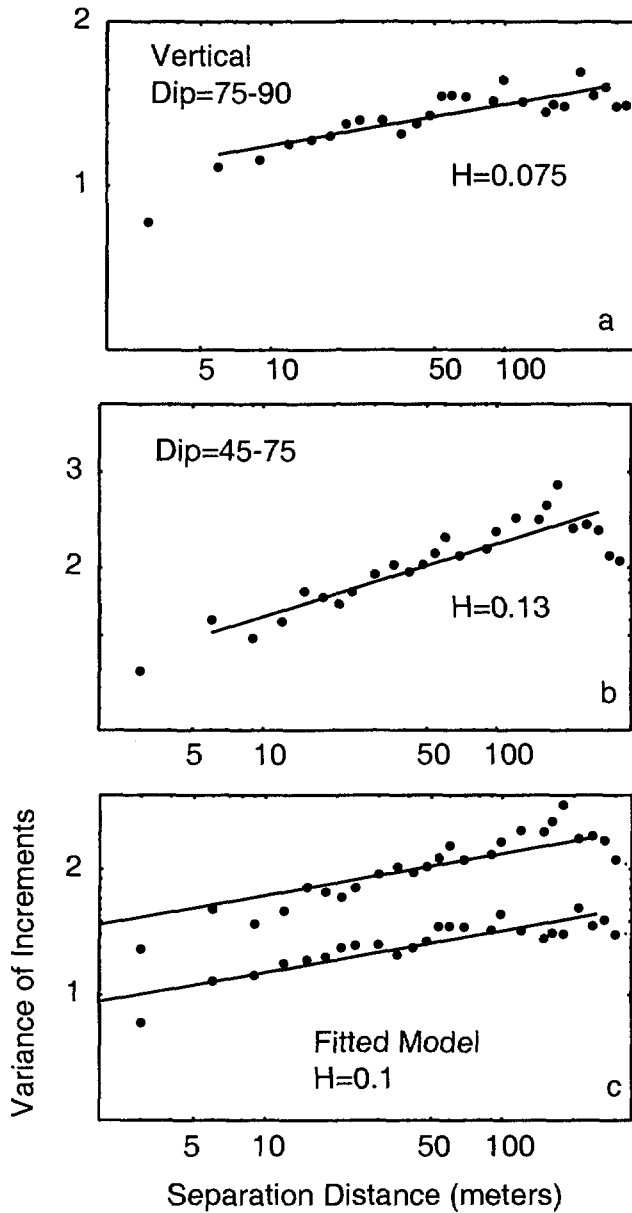 2
Vertical
Dip=75-90
1
H=0.075
a
5 10 50 100
3
Dip=45-75
2
H=0.13
b
5 10 50 100
Variance of Increments
2
1
Fitted Model
H=0.1
c
5 10 50 100
Separation Distance (meters)